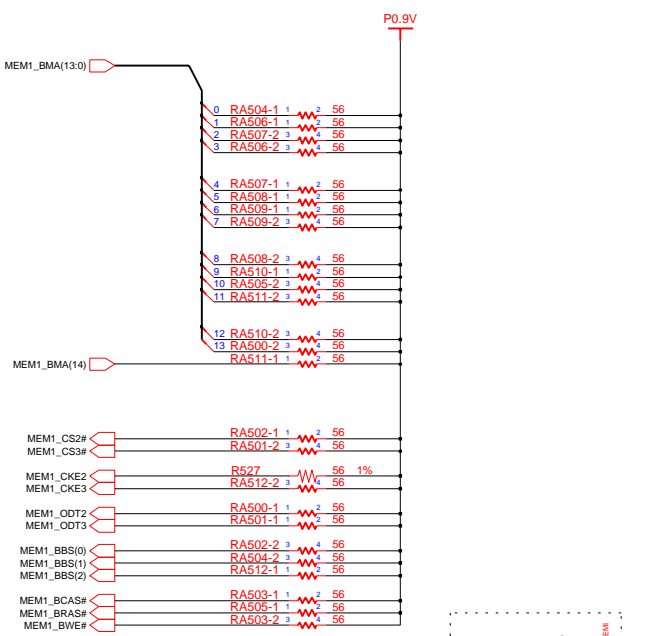 P0.9V
MEM1_BMA(13:0)
0 RA504-1 1 2 56
1 RA506-1 1 2 56
2 RA507-2 3 4 56
3 RA506-2 3 4 56
4 RA507-1 1 2 56
5 RA508-1 1 2 56
6 RA509-1 1 2 56
7 RA509-2 3 4 56
8 RA508-2 3 4 56
9 RA510-1 1 2 56
10 RA505-2 3 4 56
11 RA511-2 3 4 56
12 RA510-2 3 4 56
13 RA500-2 3 4 56
MEM1_BMA(14) RA511-1 1 2 56
MEM1_CS2# RA502-1 1 2 56
MEM1_CS3# RA501-2 3 4 56
MEM1_CKE2 R527 56 1%
MEM1_CKE3 RA512-2 3 4 56
MEM1_ODT2 RA500-1 1 2 56
MEM1_ODT3 RA501-1 1 2 56
MEM1_BBS(0) RA502-2 3 4 56
MEM1_BBS(1) RA504-2 3 4 56
MEM1_BBS(2) RA512-1 1 2 56
MEM1_BCAS# RA503-1 1 2 56
MEM1_BRAS# RA505-1 1 2 56
MEM1_BWE# RA503-2 3 4 56
EMI